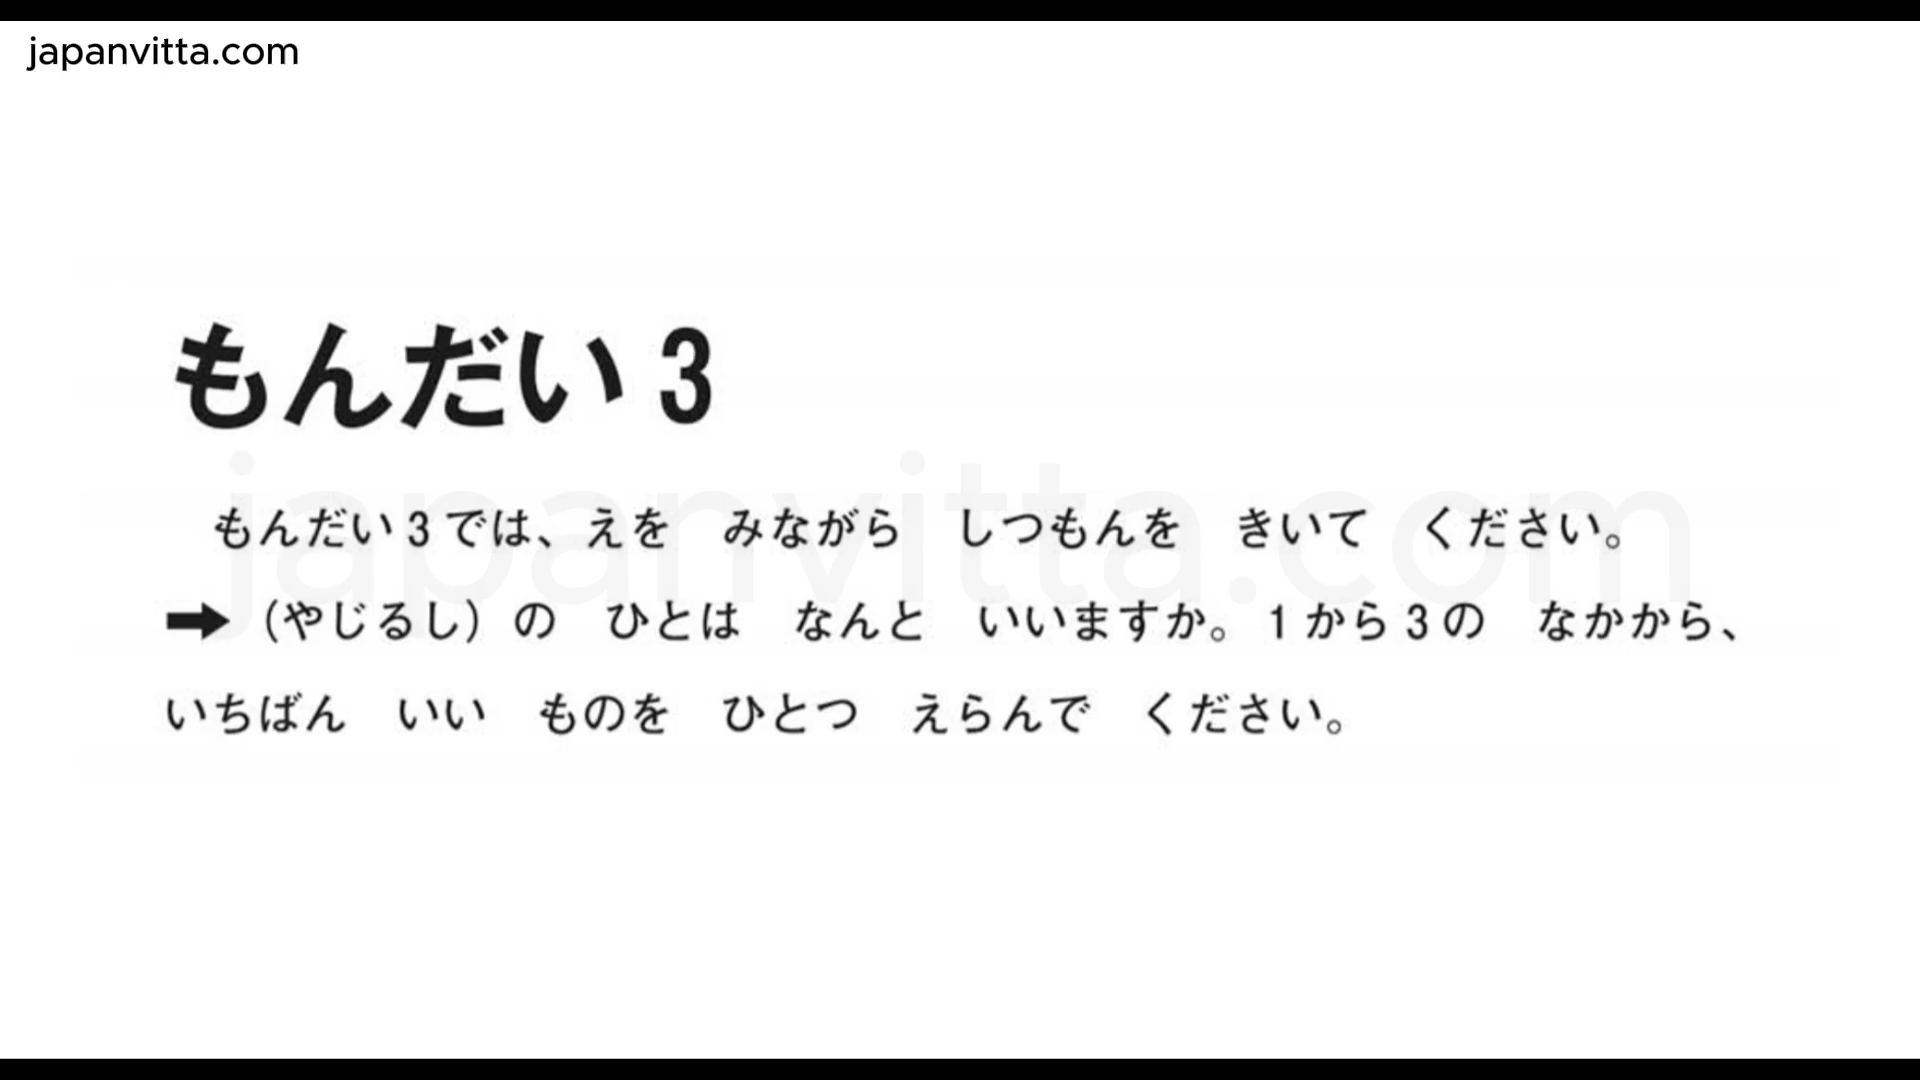 japanvitta.com
もんだい3
もんだい3では、えを　みながら　しつもんを　きいて　ください。
➡（やじるし）の　ひとは　なんと　いいますか。1から3の　なかから、
いちばん　いい　ものを　ひとつ　えらんで　ください。
japanvitta.com